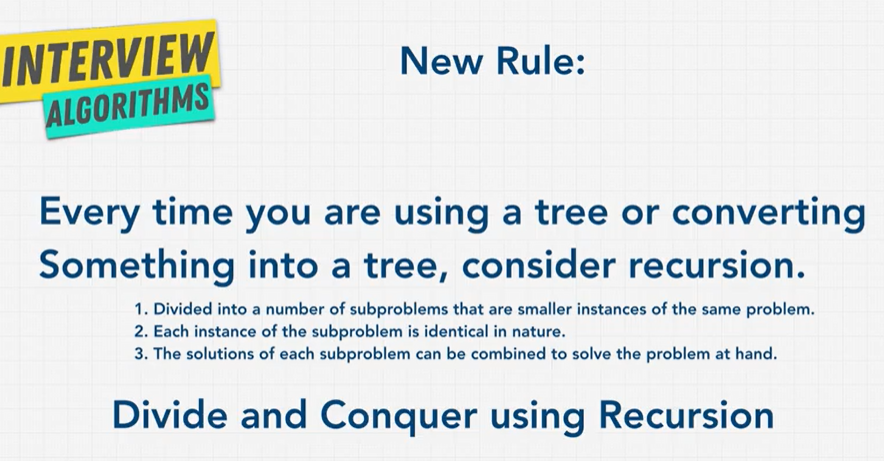 INTERVIEW
ALGORITHMS
New Rule:
Every time you are using a tree or converting
Something into a tree, consider recursion.
1. Divided into a number of subproblems that are smaller instances of the same problem.
2. Each instance of the subproblem is identical in nature.
3. The solutions of each subproblem can be combined to solve the problem at hand.
Divide and Conquer using Recursion